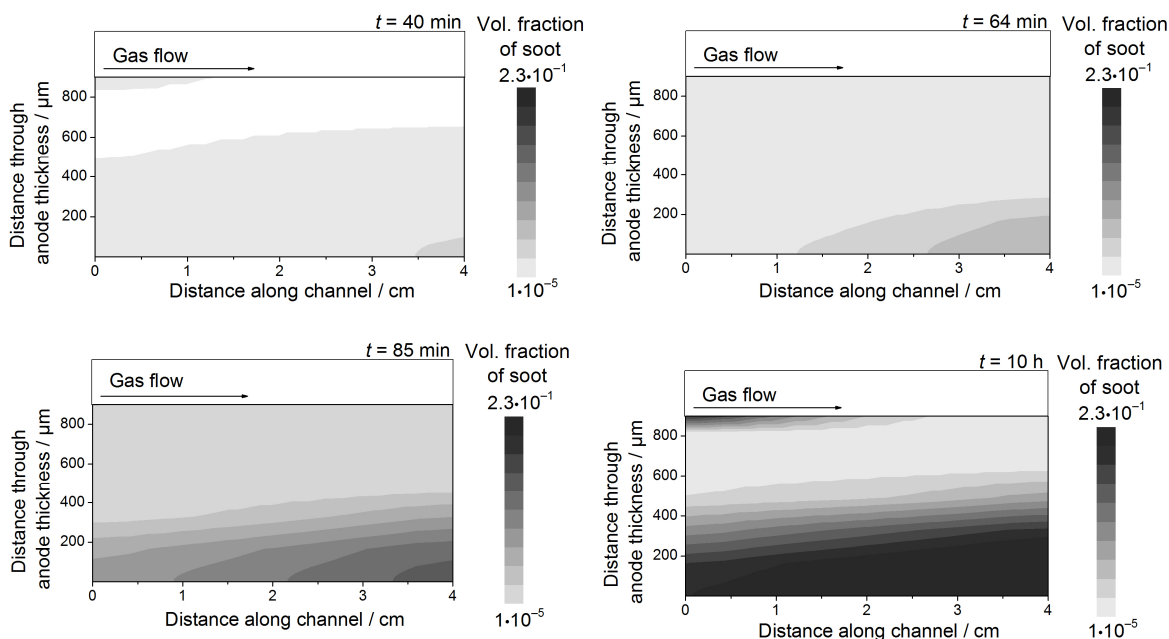 t = 40 min
Vol. fraction
of soot
2.3·10⁻¹
Gas flow
800
600
400
200
Distance through
anode thickness / µm
0
1
2
3
4
Distance along channel / cm
1·10⁻⁵
t = 64 min
Vol. fraction
of soot
2.3·10⁻¹
Gas flow
800
600
400
200
Distance through
anode thickness / µm
0
1
2
3
4
Distance along channel / cm
1·10⁻⁵
t = 85 min
Vol. fraction
of soot
2.3·10⁻¹
Gas flow
800
600
400
200
Distance through
anode thickness / µm
0
1
2
3
4
Distance along channel / cm
1·10⁻⁵
t = 10 h
Vol. fraction
of soot
2.3·10⁻¹
Gas flow
800
600
400
200
Distance through
anode thickness / µm
0
1
2
3
4
Distance along channel / cm
1·10⁻⁵